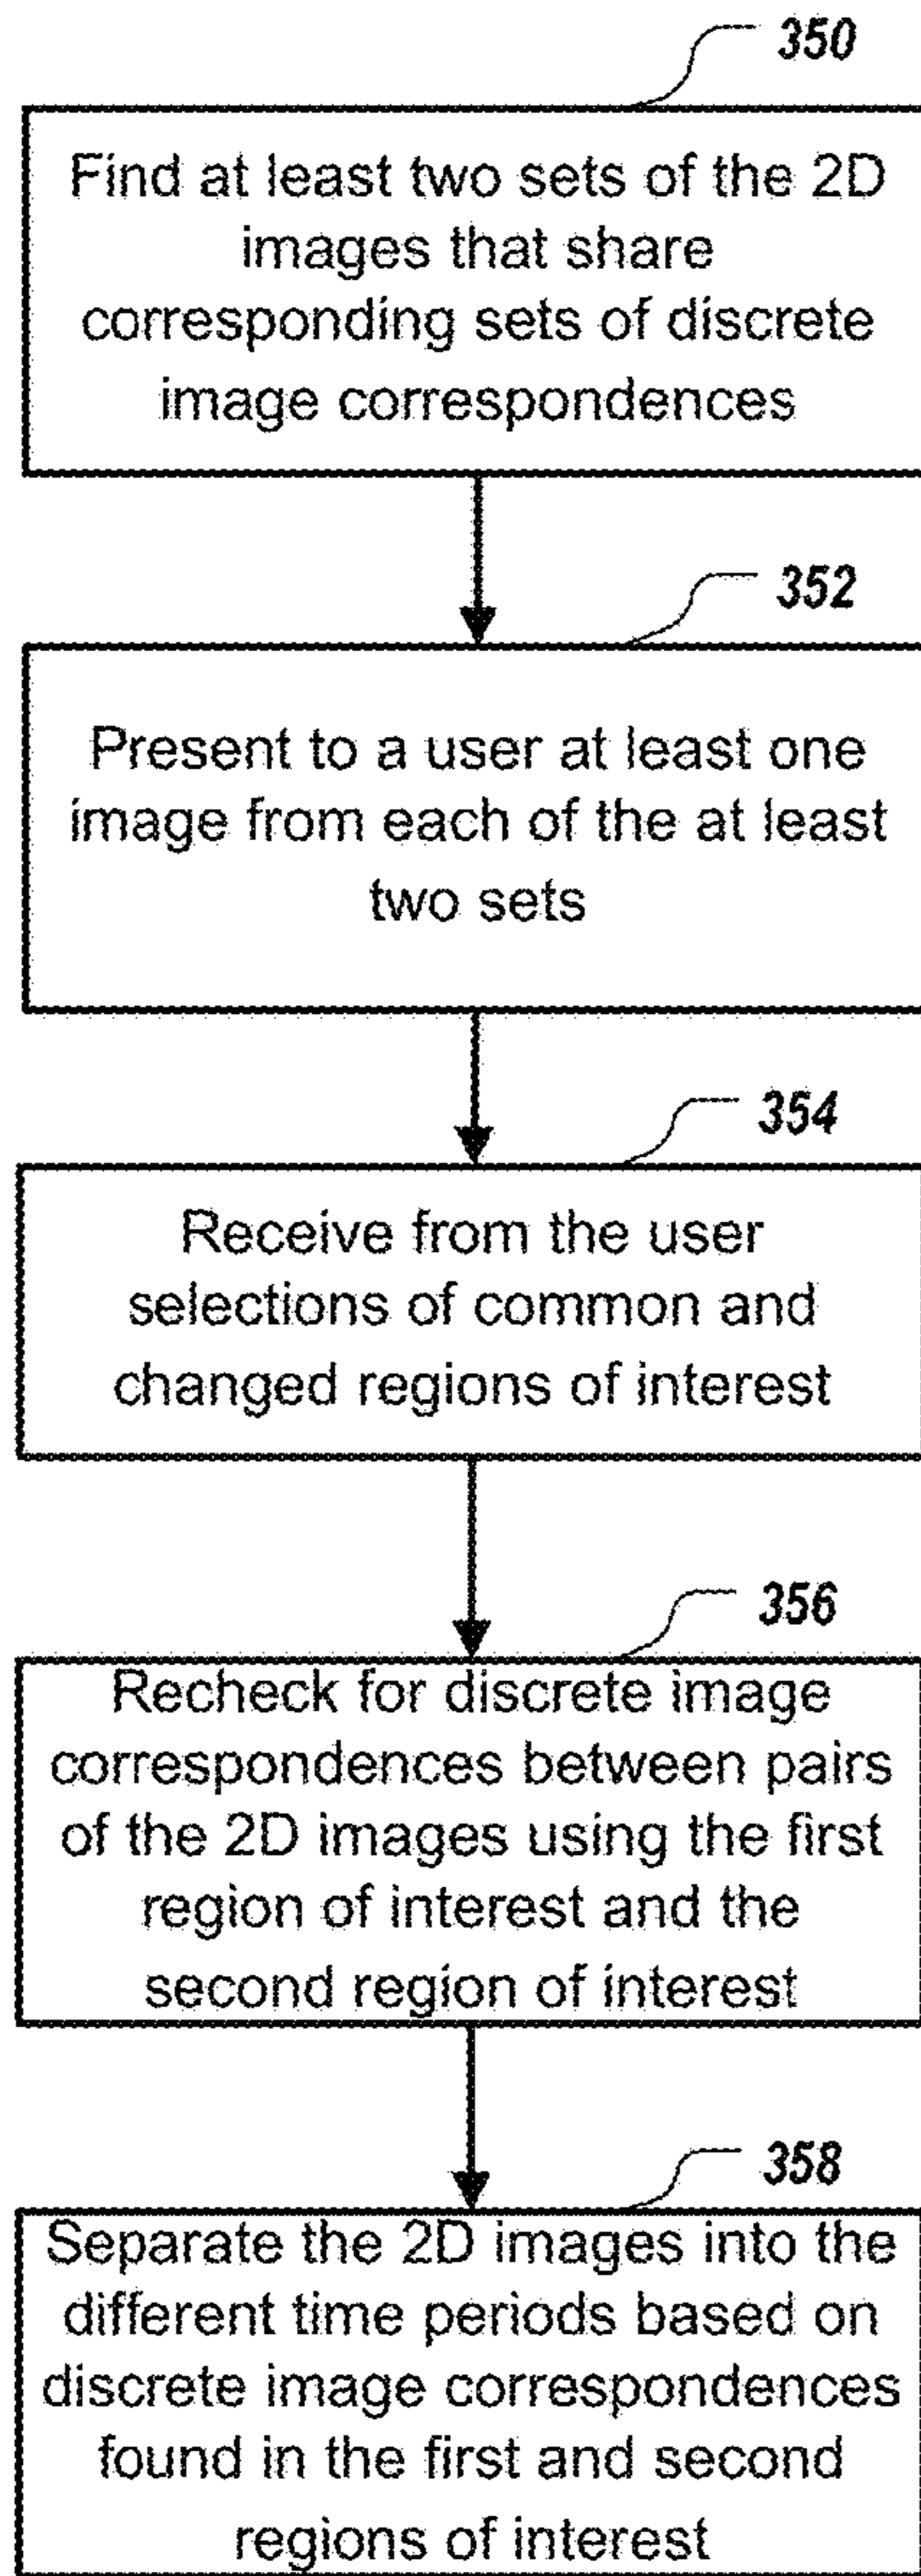 350
Find at least two sets of the 2D
images that share
corresponding sets of discrete
image correspondences
352
Present to a user at least one
image from each of the at least
two sets
354
Receive from the user
selections of common and
changed regions of interest
356
Recheck for discrete image
correspondences between pairs
of the 2D images using the first
region of interest and the
second region of interest
358
Separate the 2D images into the
different time periods based on
discrete image correspondences
found in the first and second
regions of interest